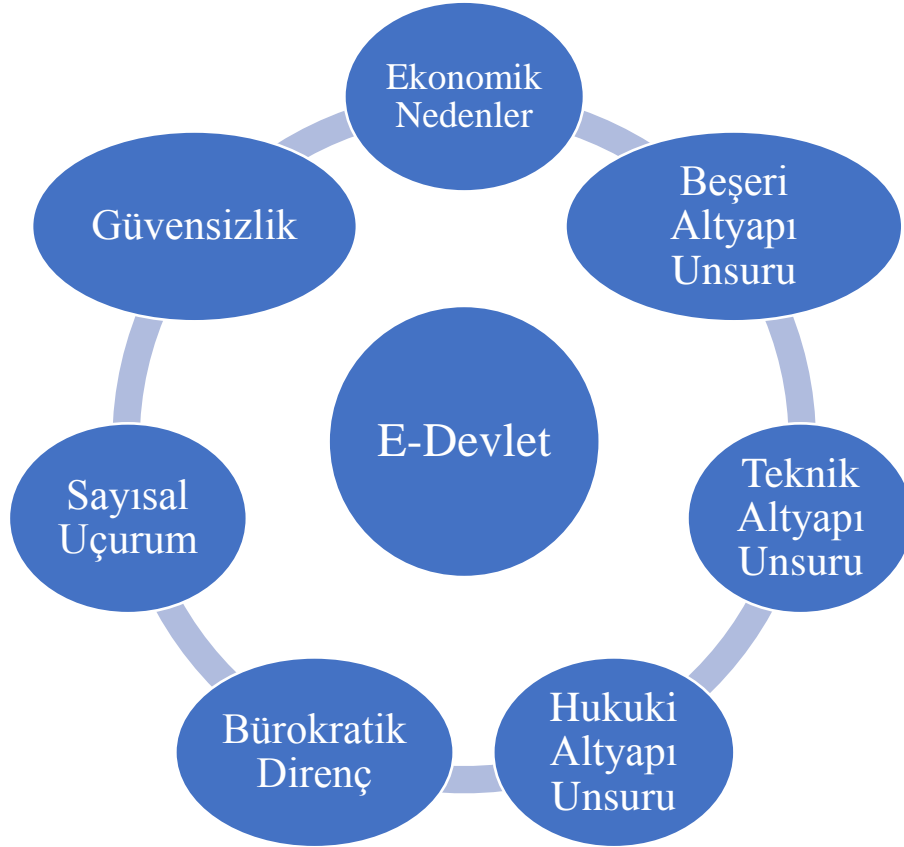 Ekonomik
Nedenler
Beşeri
Altyapı
Unsuru
Teknik
Altyapı
Unsuru
Hukuki
Altyapı
Unsuru
Bürokratik
Direnç
Sayısal
Uçurum
Güvensizlik
E-Devlet